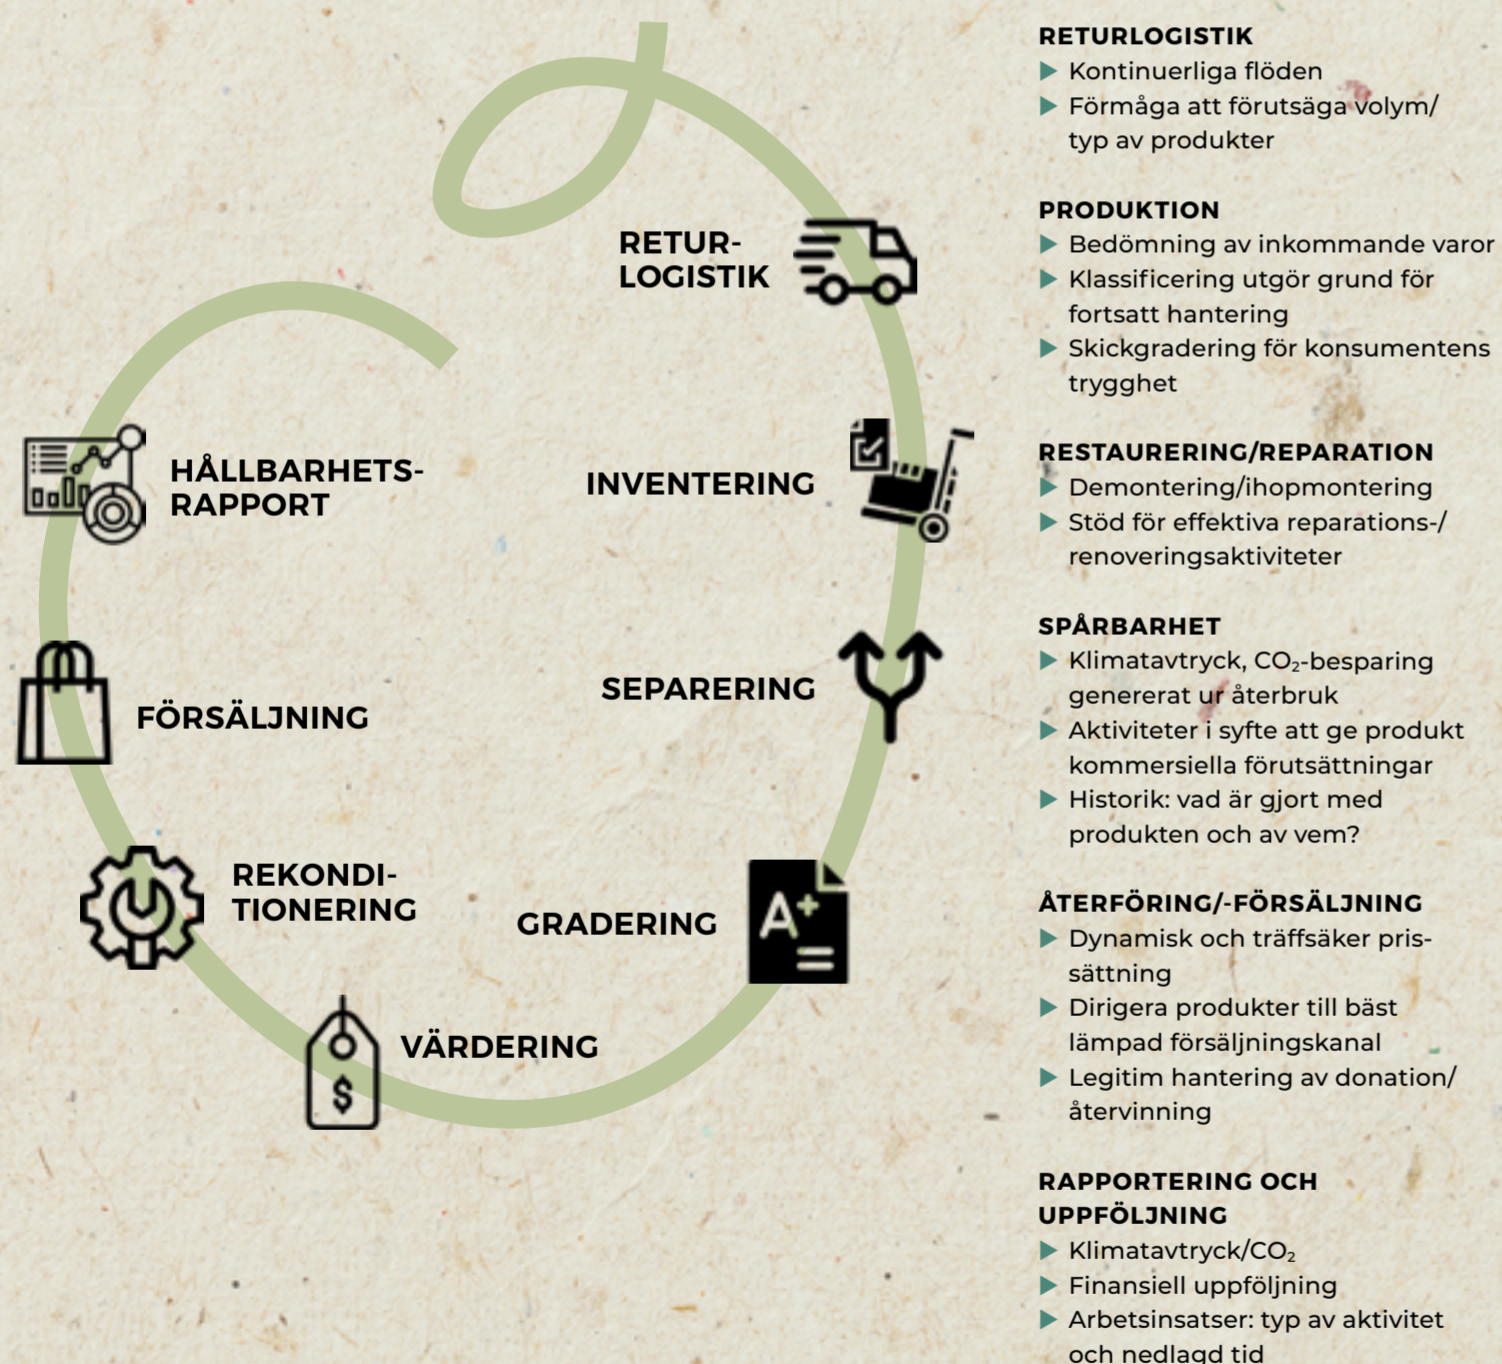 RETUR-
LOGISTIK
INVENTERING
SEPARERING
GRADERING
VÄRDERING
$
A+
REKONDI-
TIONERING
FÖRSÄLJNING
HÅLLBARHETS-
RAPPORT
RETURLOGISTIK
Kontinuerliga flöden
Förmåga att förutsäga volym/
typ av produkter
PRODUKTION
Bedömning av inkommande varor
Klassificering utgör grund för
fortsatt hantering
Skickgradering för konsumentens
trygghet
RESTAURERING/REPARATION
Demontering/ihopmontering
Stöd för effektiva reparations-/
renoveringsaktiviteter
SPÅRBARHET
Klimatavtryck, CO₂-besparing
genererat ur återbruk
Aktiviteter i syfte att ge produkt
kommersiella förutsättningar
Historik: vad är gjort med
produkten och av vem?
ÅTERFÖRING/-FÖRSÄLJNING
Dynamisk och träffsäker pris-
sättning
Dirigera produkter till bäst
lämpad försäljningskanal
Legitim hantering av donation/
återvinning
RAPPORTERING OCH
UPPFÖLJNING
Klimatavtryck/CO₂
Finansiell uppföljning
Arbetsinsatser: typ av aktivitet
och nedlagd tid